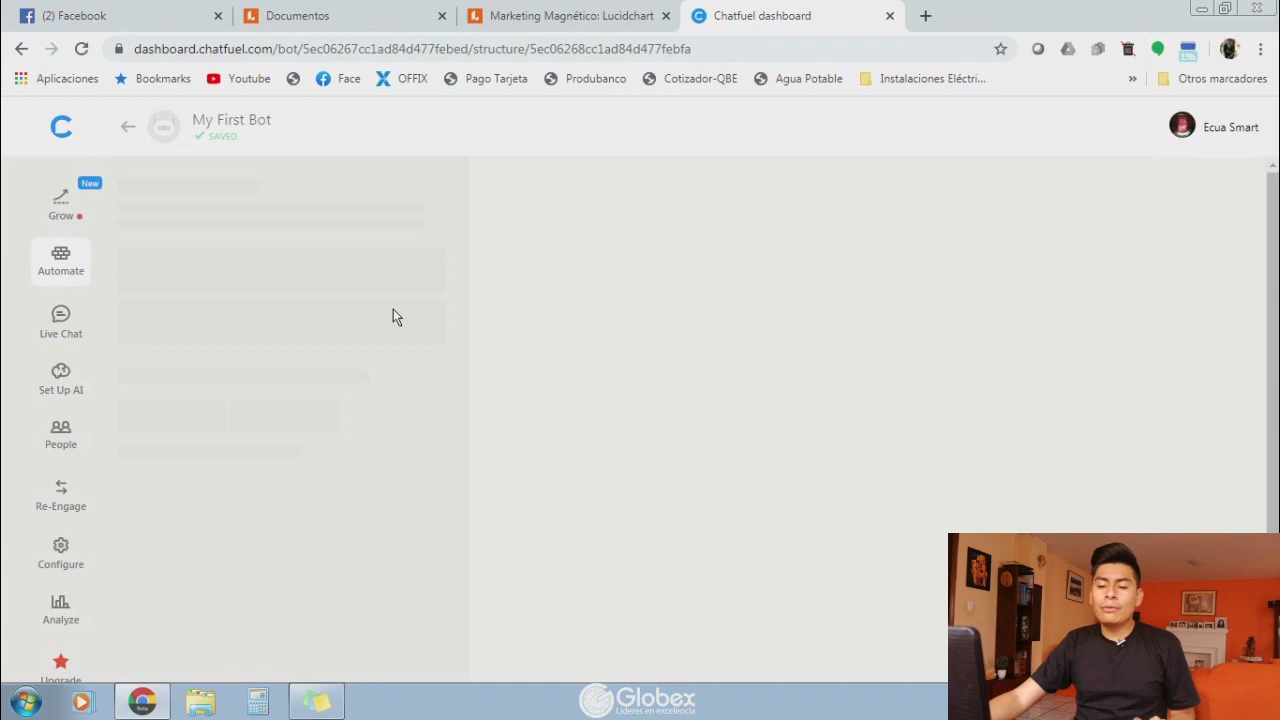 (2) Facebook
Documentos
Marketing Magnético: Lucidchart
Chatfuel dashboard
dashboard.chatfuel.com/bot/5ec06267cc1ad84d477febed/structure/5ec06268cc1ad84d477febfa
Aplicaciones
Bookmarks
Youtube
Face
OFFIX
Pago Tarjeta
Produbanco
Cotizador-QBE
Agua Potable
Instalaciones Eléctri...
»
Otros marcadores
My First Bot
SAVED
Ecua Smart
New
Grow
Automate
Live Chat
Set Up AI
People
Re-Engage
Configure
Analyze
Upgrade
Globex
Líderes en excelencia